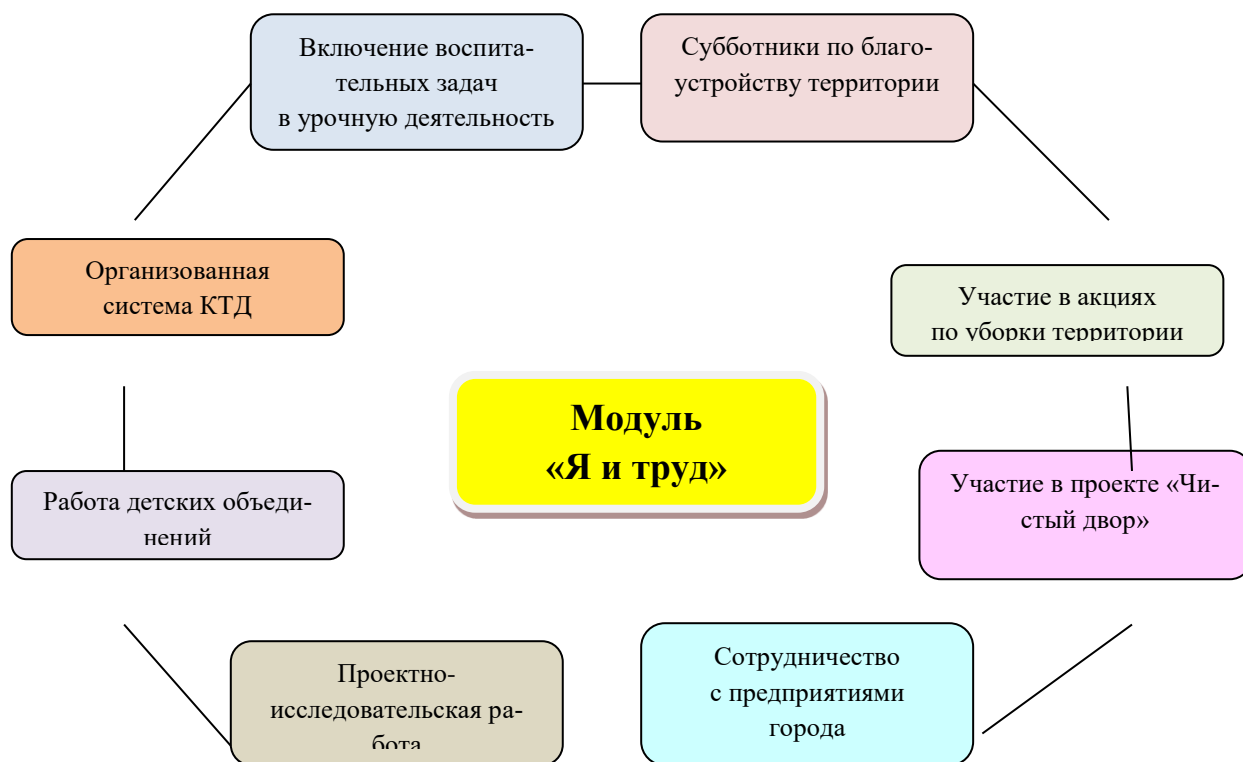 Включение воспита-
тельных задач
в урочную деятельность
Субботники по благо-
устройству территории
Организованная
система КТД
Участие в акциях
по уборки территории
Модуль
«Я и труд»
Работа детских объеди-
нений
Участие в проекте «Чи-
стый двор»
Проектно-
исследовательская ра-
бота
Сотрудничество
с предприятиями
города